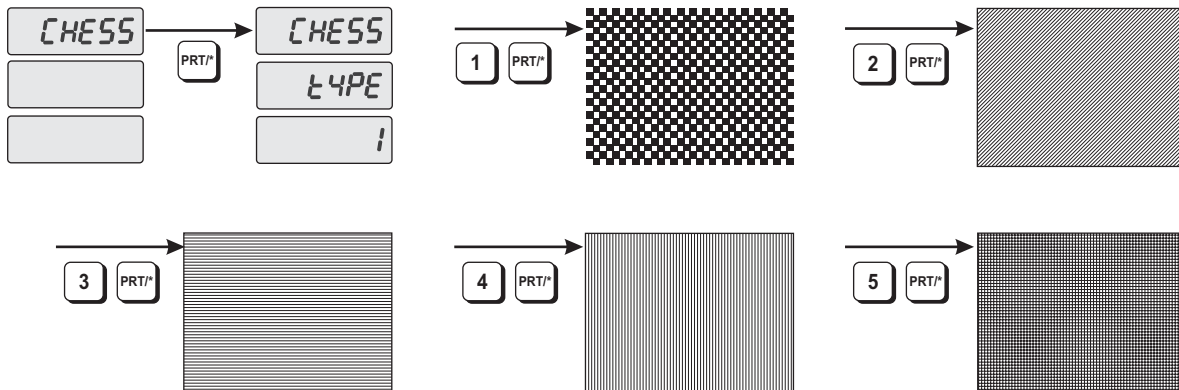 CHESS
PRT/*
CHESS
tYPE
1
1 PRT/*
2 PRT/*
3 PRT/*
4 PRT/*
5 PRT/*